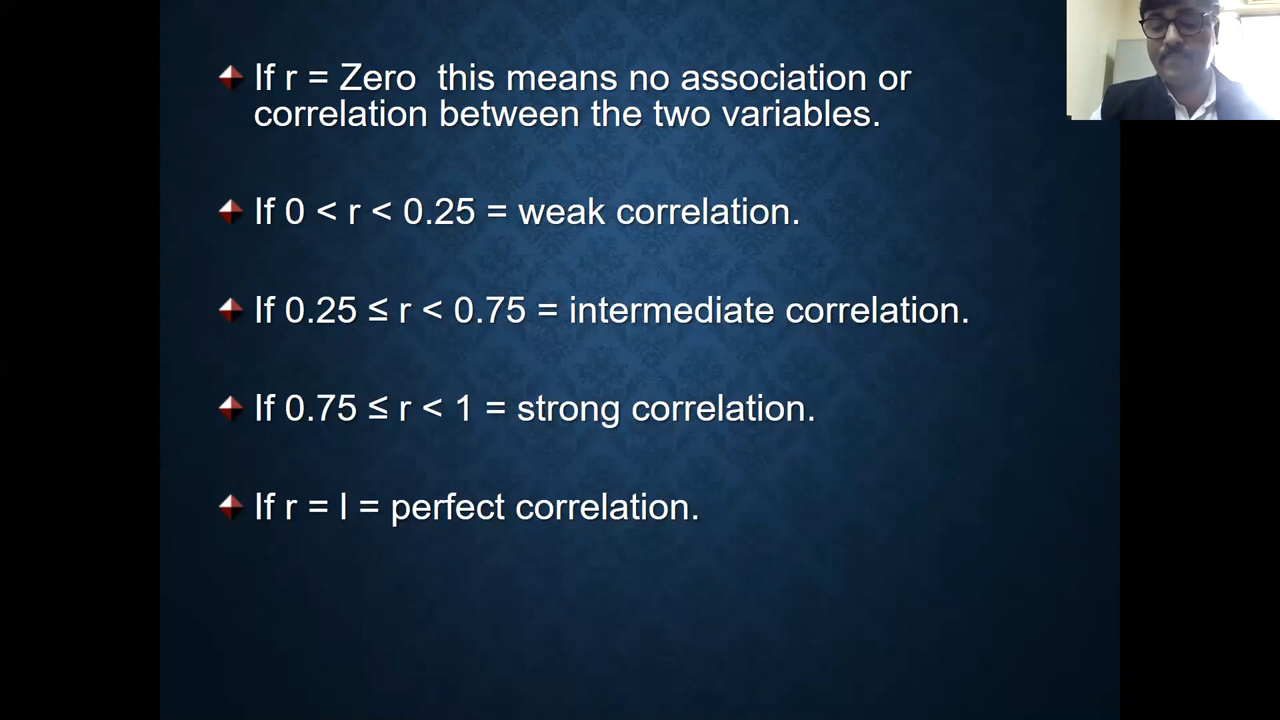 If r = Zero this means no association or
correlation between the two variables.
If 0 < r < 0.25 = weak correlation.
If 0.25 ≤ r < 0.75 = intermediate correlation.
If 0.75 ≤ r < 1 = strong correlation.
If r = l = perfect correlation.